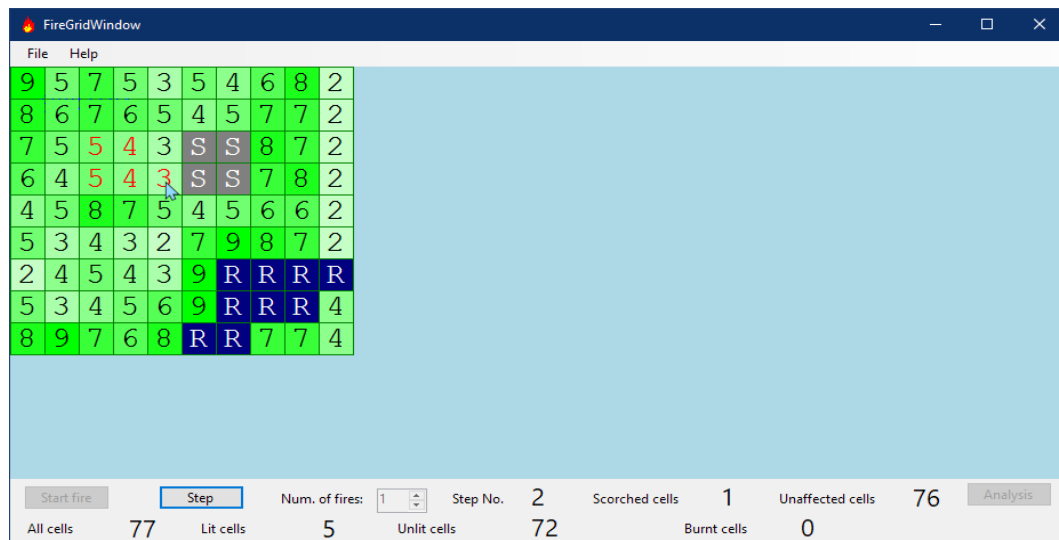 FireGridWindow
File Help
9 5 7 5 3 5 4 6 8 2
8 6 7 6 5 4 5 7 7 2
7 5 5 4 3 S S 8 7 2
6 4 5 4 3 S S 7 8 2
4 5 8 7 5 4 5 6 6 2
5 3 4 3 2 7 9 8 7 2
2 4 5 4 3 9 R R R R
5 3 4 5 6 9 R R R 4
8 9 7 6 8 R R 7 7 4
Start fire Step Num. of fires: 1 Step No. 2 Scorched cells 1 Unaffected cells 76 Analysis
All cells 77 Lit cells 5 Unlit cells 72 Burnt cells 0